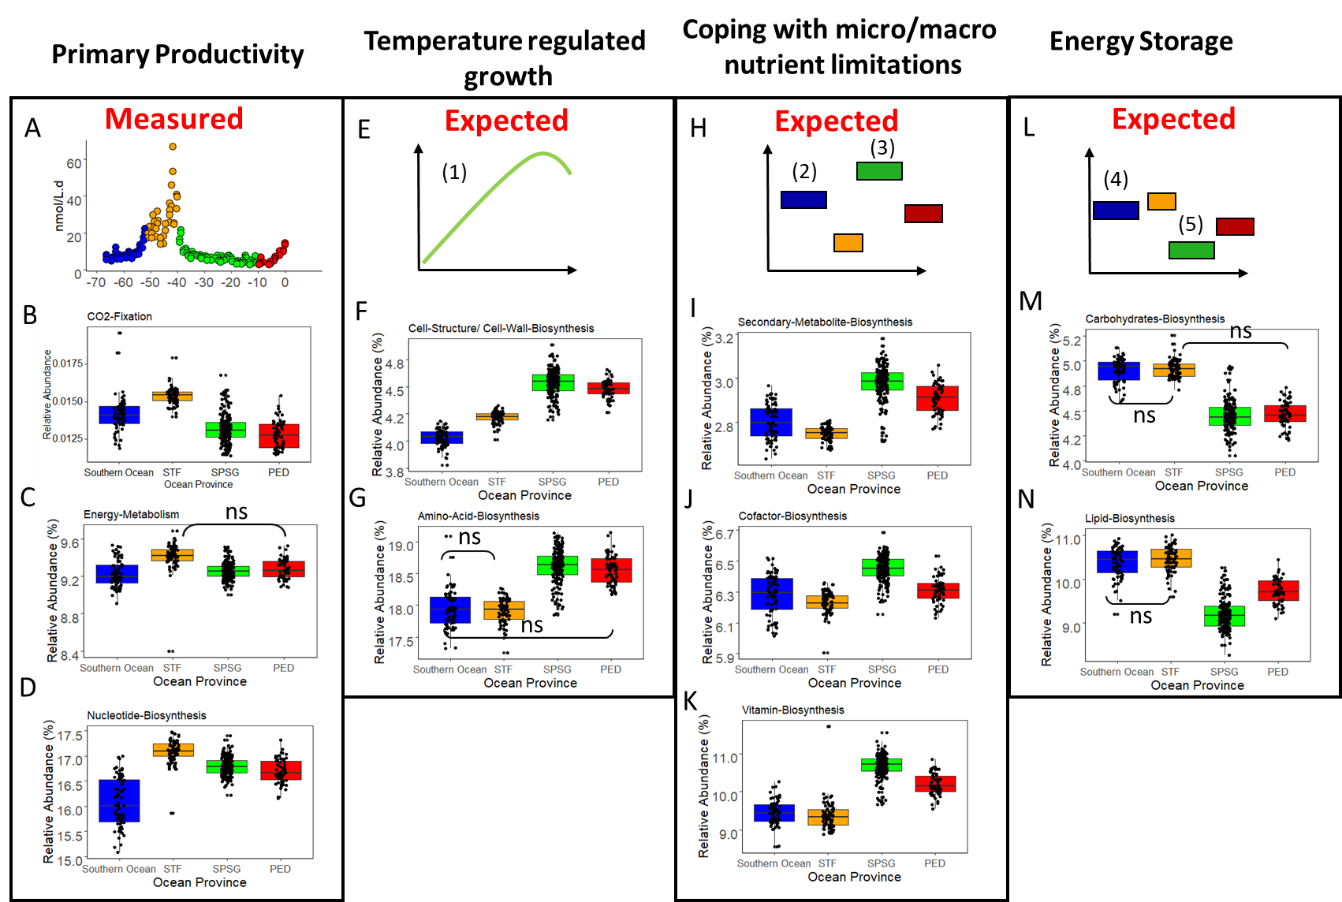 Primary Productivity
Temperature regulated
growth
Coping with micro/macro
nutrient limitations
Energy Storage
A
Measured
nmol/L.d
60
40
20
0
-70 -60 -50 -40 -30 -20 -10 0
B
CO2-Fixation
Relative Abundance
0.0175
0.0150
0.0125
Southern Ocean STF SPSG PED
Ocean Province
C
Energy-Metabolism
ns
Relative Abundance (%)
9.6
9.2
8.8
8.4
Southern Ocean STF SPSG PED
Ocean Province
D
Nucleotide-Biosynthesis
Relative Abundance (%)
17.5
17.0
16.5
16.0
15.5
15.0
Southern Ocean STF SPSG PED
Ocean Province
E
Expected
(1)
F
Cell-Structure/ Cell-Wall-Biosynthesis
Relative Abundance (%)
4.8
4.5
4.2
4.0
3.8
Southern Ocean STF SPSG PED
Ocean Province
G
Amino-Acid-Biosynthesis
ns
ns
Relative Abundance (%)
19.0
18.5
18.0
17.5
Southern Ocean STF SPSG PED
Ocean Province
H
Expected
(2)
(3)
I
Secondary-Metabolite-Biosynthesis
Relative Abundance (%)
3.2
3.0
2.8
Southern Ocean STF SPSG PED
Ocean Province
J
Cofactor-Biosynthesis
Relative Abundance (%)
6.7
6.5
6.3
6.1
5.9
Southern Ocean STF SPSG PED
Ocean Province
K
Vitamin-Biosynthesis
Relative Abundance (%)
11.0
10.0
9.0
Southern Ocean STF SPSG PED
Ocean Province
L
Expected
(4)
(5)
M
Carbohydrates-Biosynthesis
ns
ns
Relative Abundance (%)
5.2
5.0
4.8
4.5
4.2
4.0
Southern Ocean STF SPSG PED
Ocean Province
N
Lipid-Biosynthesis
ns
Relative Abundance (%)
11.0
10.0
9.0
Southern Ocean STF SPSG PED
Ocean Province